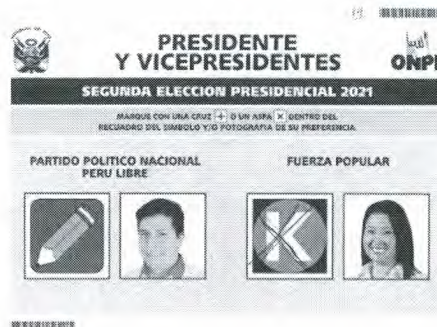 PRESIDENTE
Y VICEPRESIDENTES
ONPE
SEGUNDA ELECCION PRESIDENCIAL 2021
MARQUE CON UNA CRUZ + O UN ASPA X DENTRO DEL
RECUADRO DEL SIMBOLO Y/O FOTOGRAFIA DE SU PREFERENCIA
PARTIDO POLITICO NACIONAL
PERU LIBRE
FUERZA POPULAR
K